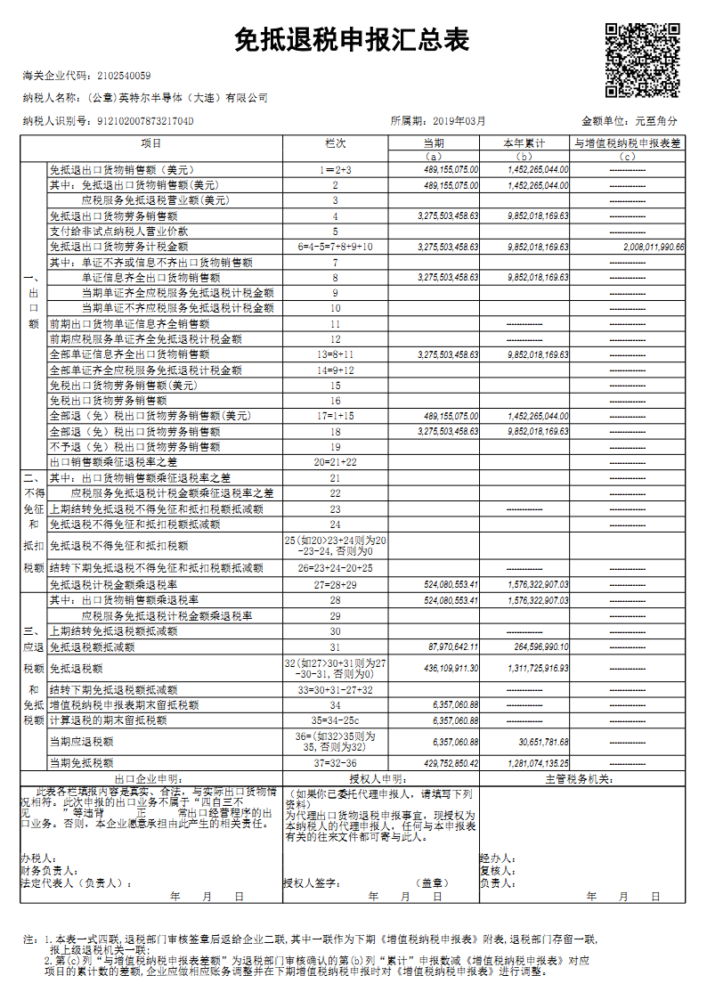 免抵退税申报汇总表
海关企业代码：2102540059
纳税人名称：(公章)英特尔半导体（大连）有限公司
纳税人识别号：91210200787321704D 所属期：2019年03月 金额单位：元至角分
项目 栏次 当期 本年累计 与增值税纳税申报表差
（a） （b） （c）
一、出口额
免抵退出口货物销售额（美元） 1＝2+3 489,155,075.00 1,452,265,044.00 -------------
其中：免抵退出口货物销售额(美元) 2 489,155,075.00 1,452,265,044.00 -------------
应税服务免抵退税营业额(美元) 3 -------------
免抵退出口货物劳务销售额 4 3,275,503,458.63 9,852,018,169.63 -------------
支付给非试点纳税人营业价款 5 -------------
免抵退出口货物劳务计税金额 6=4-5=7+8+9+10 3,275,503,458.63 9,852,018,169.63 2,008,011,990.66
其中：单证不齐或信息不齐出口货物销售额 7 -------------
单证信息齐全出口货物销售额 8 3,275,503,458.63 9,852,018,169.63 -------------
当期单证齐全应税服务免抵退税计税金额 9 -------------
当期单证不齐应税服务免抵退税计税金额 10 -------------
前期出口货物单证信息齐全销售额 11 ------------- -------------
前期应税服务单证齐全免抵退税计税金额 12 ------------- -------------
全部单证信息齐全出口货物销售额 13=8+11 3,275,503,458.63 9,852,018,169.63 -------------
全部单证齐全应税服务免抵退税计税金额 14=9+12 -------------
免税出口货物劳务销售额(美元) 15 -------------
免税出口货物劳务销售额 16 -------------
全部退（免）税出口货物劳务销售额(美元) 17=1+15 489,155,075.00 1,452,265,044.00 -------------
全部退（免）税出口货物劳务销售额 18 3,275,503,458.63 9,852,018,169.63 -------------
不予退（免）税出口货物劳务销售额 19 -------------
出口销售额乘征退税率之差 20=21+22 -------------
二、不得免征和抵扣税额
其中：出口货物销售额乘征退税率之差 21 -------------
应税服务免抵退税计税金额乘征退税率之差 22 -------------
上期结转免抵退税不得免征和抵扣税额抵减额 23 ------------- -------------
免抵退税不得免征和抵扣税额抵减额 24 -------------
免抵退税不得免征和抵扣税额 25(如20>23+24则为20
-23-24,否则为0 -------------
结转下期免抵退税不得免征和抵扣税额抵减额 26=23+24-20+25 ------------- -------------
免抵退税计税金额乘退税率 27=28+29 524,080,553.41 1,576,322,907.03 -------------
三、应退税额和免抵税额
其中：出口货物销售额乘退税率 28 524,080,553.41 1,576,322,907.03 -------------
应税服务免抵退税计税金额乘退税率 29 -------------
上期结转免抵退税额抵减额 30 ------------- -------------
免抵退税额抵减额 31 87,970,642.11 264,596,990.10 -------------
免抵退税额 32(如27>30+31则为27
-30-31,否则为0) 436,109,911.30 1,311,725,916.93 -------------
结转下期免抵退税额抵减额 33=30+31-27+32 ------------- -------------
增值税纳税申报表期末留抵税额 34 6,357,060.88 ------------- -------------
计算退税的期末留抵税额 35=34-25c 6,357,060.88 ------------- -------------
当期应退税额 36=(如32>35则为
35,否则为32) 6,357,060.88 30,651,781.68 -------------
当期免抵税额 37=32-36 429,752,850.42 1,281,074,135.25 -------------
出口企业申明： 授权人申明： 主管税务机关：
此表各栏填报内容是真实、合法，与实际出口货物情
况相符。此次申报的出口业务不属于“四自三不
见 ”等违背 正 常出口经营程序的出
口业务。否则，本企业愿意承担由此产生的相关责任。
（如果你已委托代理申报人，请填写下列
资料）
为代理出口货物退税申报事宜，现授权为
本纳税人的代理申报人，任何与本申报表
有关的往来文件都可寄与此人。
办税人： 经办人：
财务负责人： 复核人：
法定代表人（负责人）： 授权人签字： （盖章） 负责人：
年 月 日 年 月 日 年 月 日
注：1.本表一式四联,退税部门审核签章后返给企业二联,其中一联作为下期《增值税纳税申报表》附表,退税部门存留一联,
报上级退税机关一联;
2.第(c)列“与增值税纳税申报表差额”为退税部门审核确认的第(b)列“累计”申报数减《增值税纳税申报表》对应
项目的累计数的差额,企业应做相应账务调整并在下期增值税纳税申报时对《增值税纳税申报表》进行调整。